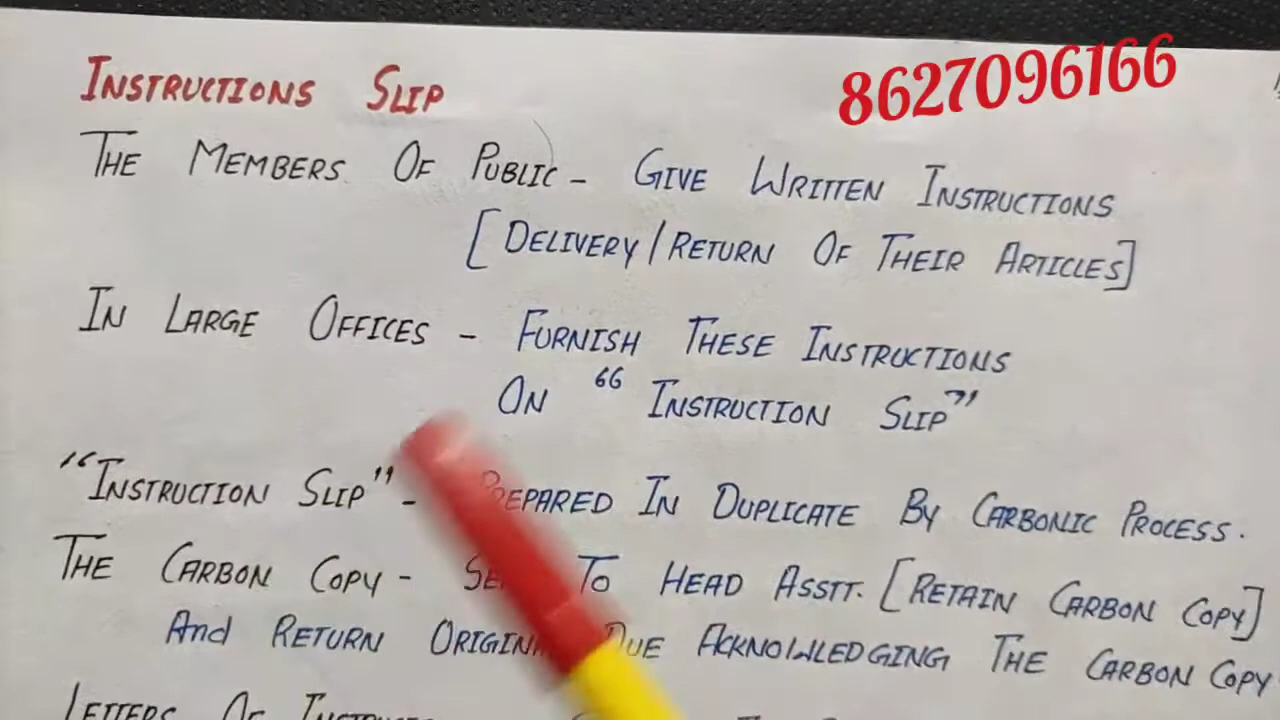 INSTRUCTIONS SLIP
8627096166
THE MEMBERS OF PUBLIC - GIVE WRITTEN INSTRUCTIONS
[DELIVERY/RETURN OF THEIR ARTICLES]
IN LARGE OFFICES - FURNISH THESE INSTRUCTIONS
ON "INSTRUCTION SLIP"
"INSTRUCTION SLIP" - PREPARED IN DUPLICATE BY CARBONIC PROCESS.
THE CARBON COPY - TO HEAD ASSTT. [RETAIN CARBON COPY]
And RETURN DUE ACKNOWLEDGING THE CARBON COPY
LETTERS OF